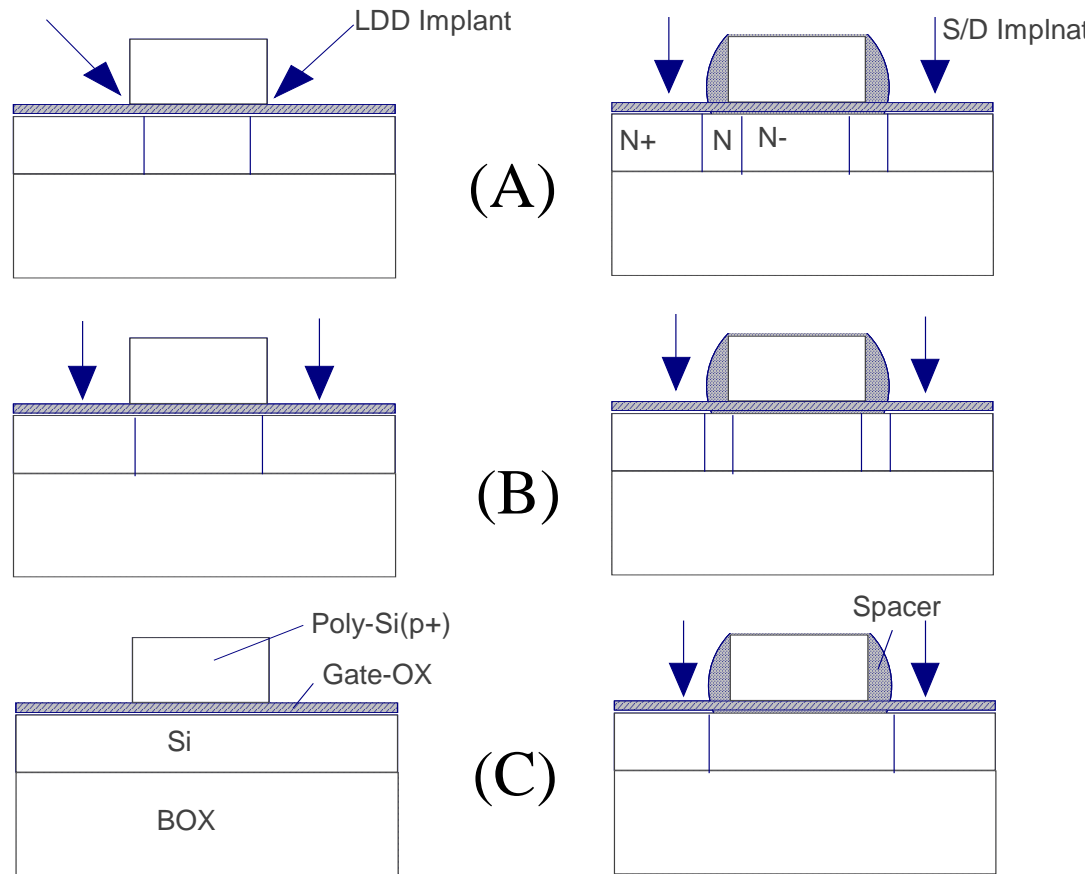 LDD Implant
S/D Implnat
N+ N N-
(A)
(B)
Poly-Si(p+)
Spacer
Gate-OX
Si
(C)
BOX